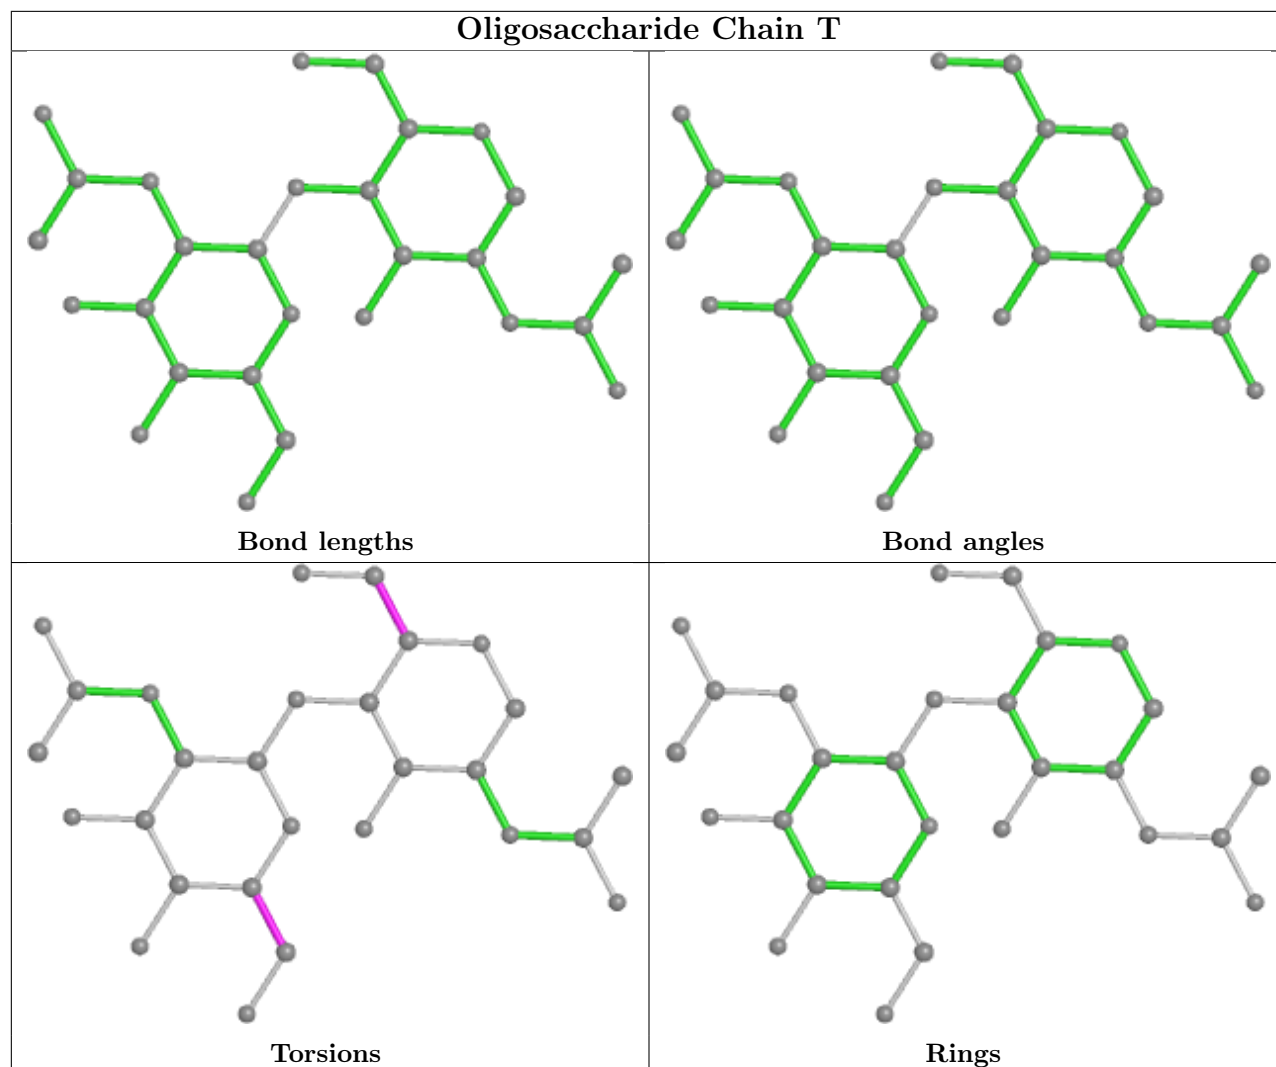 Oligosaccharide Chain T
Bond lengths
Bond angles
Torsions
Rings